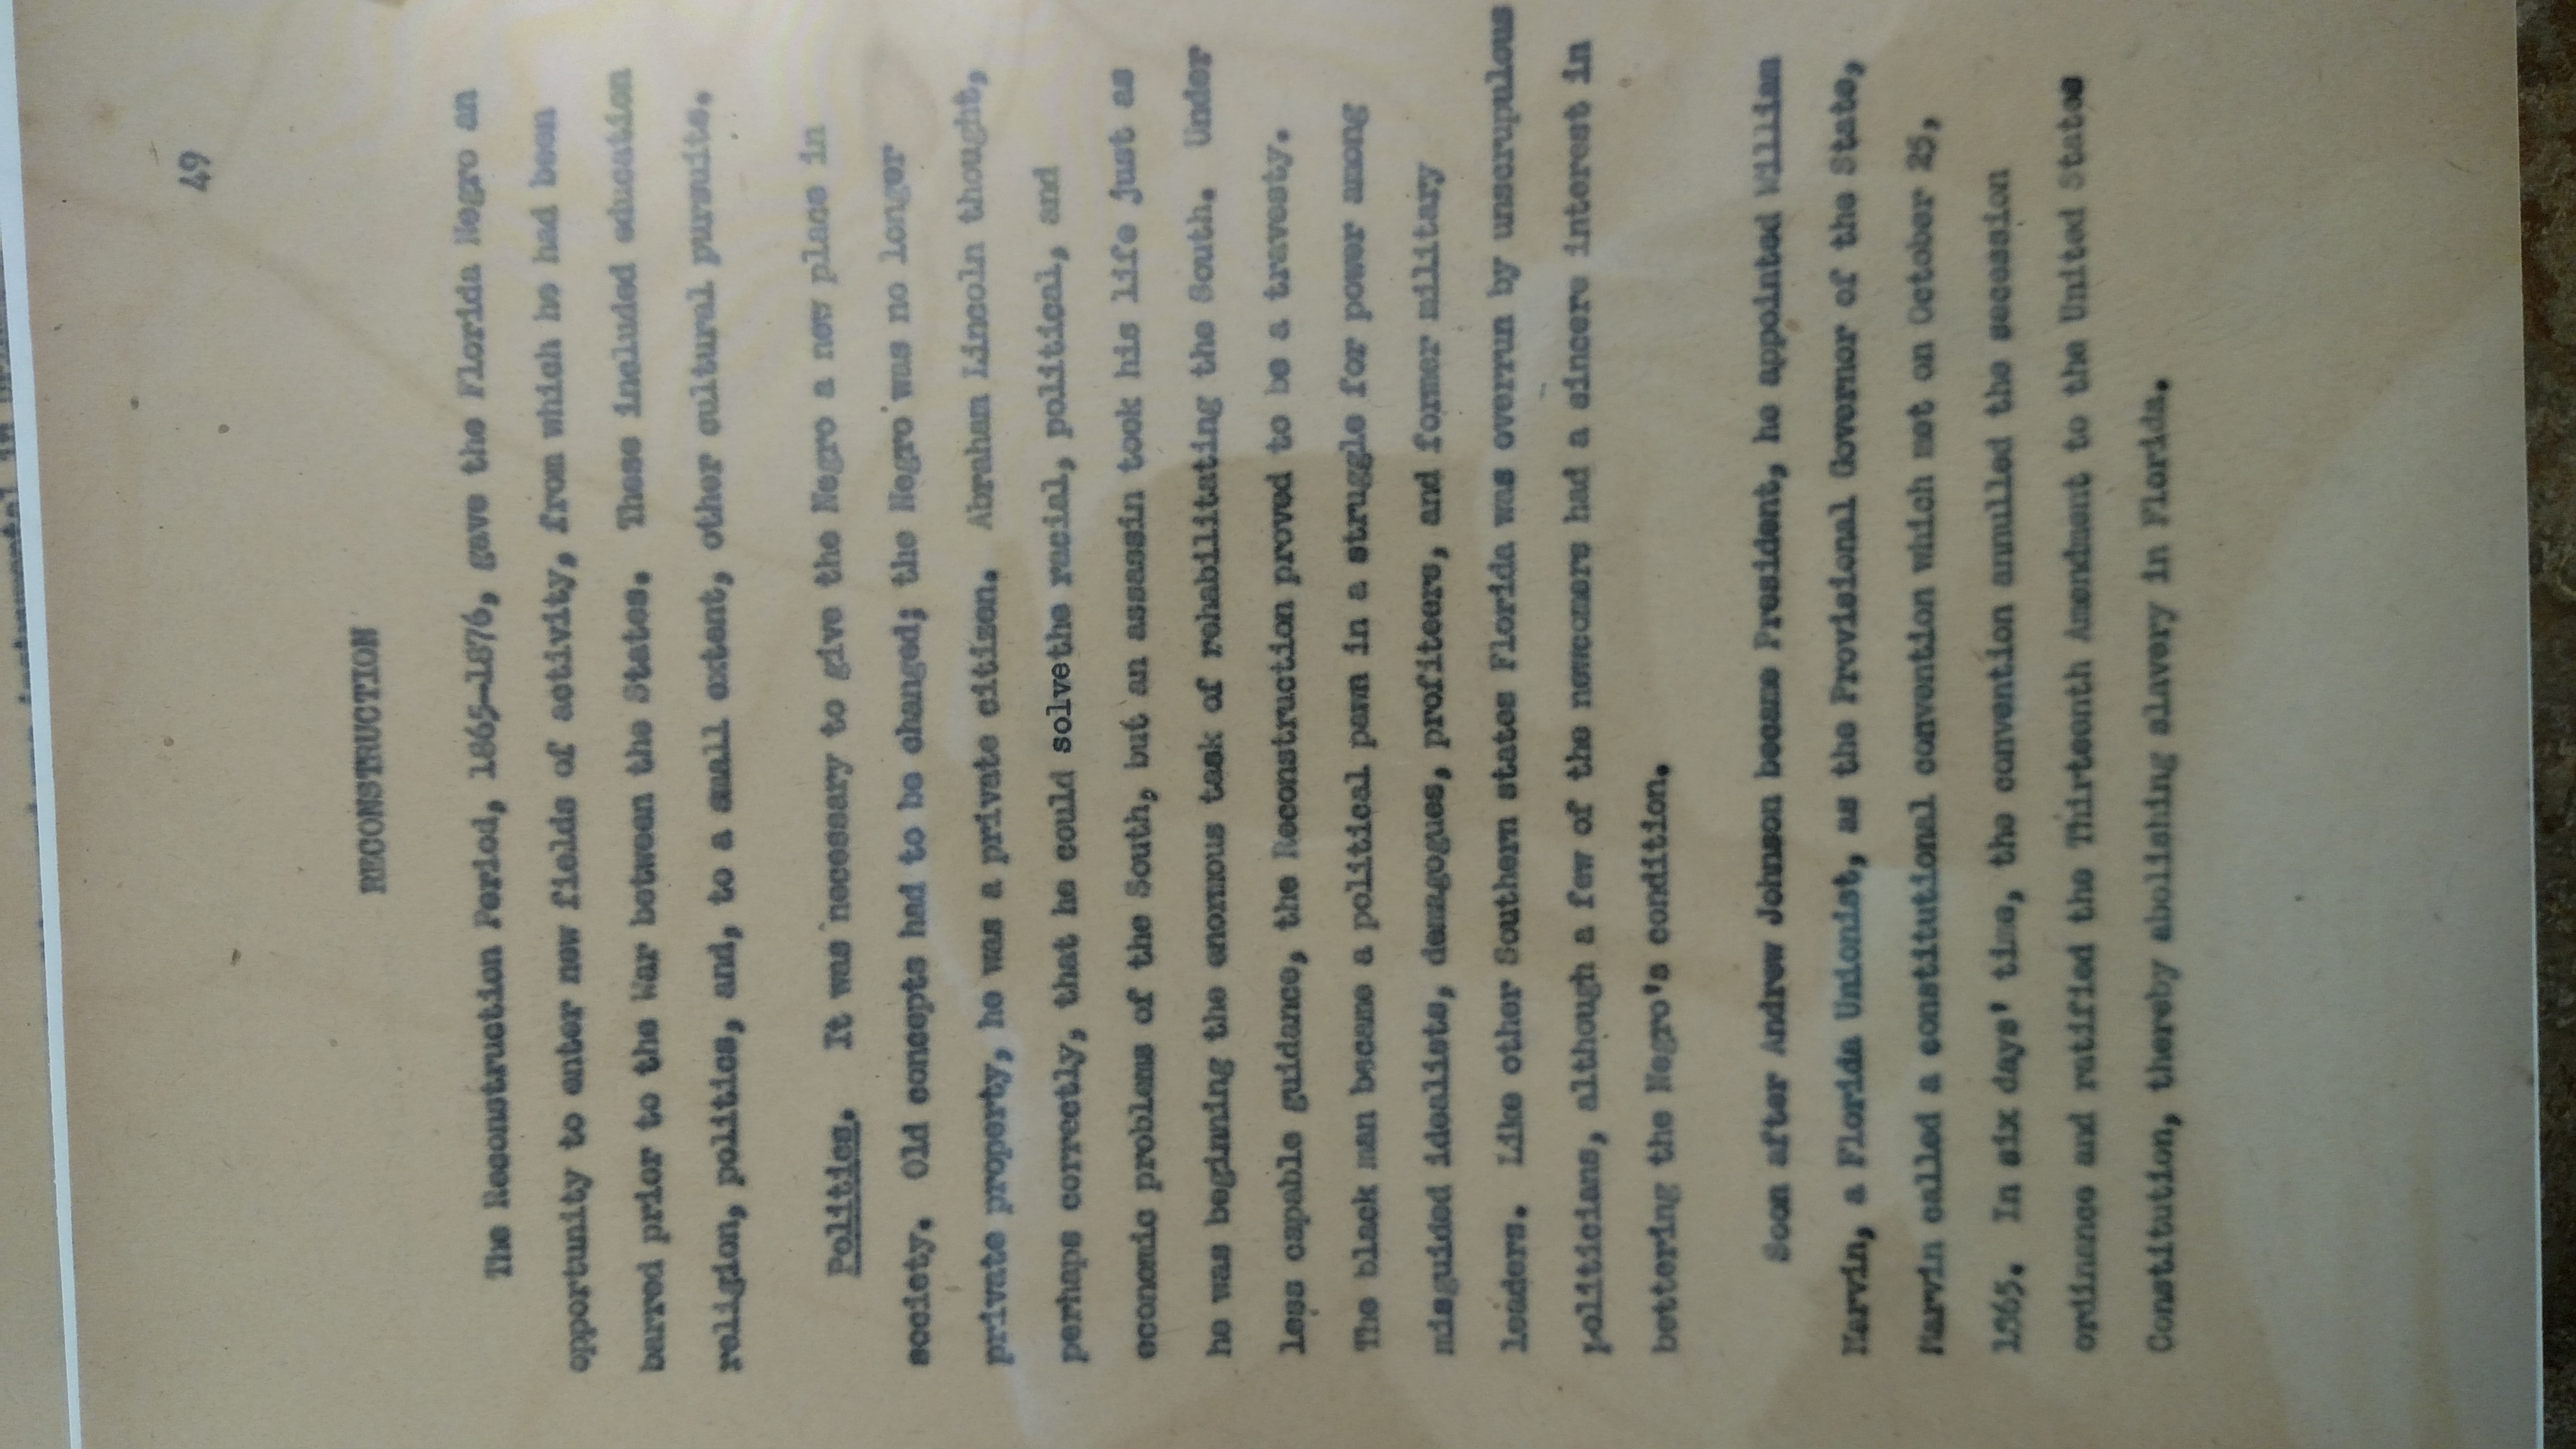 instrumental in
49
RECONSTRUCTION
The Reconstruction Period, 1865-1876, gave the Florida Negro an
opportunity to enter new fields of activity, from which he had been
barred prior to the War between the States. These included education
religion, politics, and, to a small extent, other cultural pursuits.
Politics. It was necessary to give the Negro a new place in
society. Old concepts had to be changed; the Negro was no longer
private property, he was a private citizen. Abraham Lincoln thought,
perhaps correctly, that he could solvethe racial, political, and
economic problems of the South, but an assassin took his life just as
he was beginning the enormous task of rehabilitating the South. Under
less capable guidance, the Reconstruction proved to be a travesty.
The black man became a political pawn in a struggle for power among
misguided idealists, demagogues, profiteers, and former military
leaders. Like other Southern states Florida was overrun by unscrupulous
politicians, although a few of the newcomers had a sincere interest in
bettering the Negro's condition.
Soon after Andrew Johnson became President, he appointed William
Marvin, a Florida Unionist, as the Provisional Governor of the State,
Marvin called a constitutional convention which met on October 25,
1865. In six days' time, the convention annulled the secession
ordinance and ratified the Thirteenth Amendment to the United States
Constitution, thereby abolishing slavery in Florida.